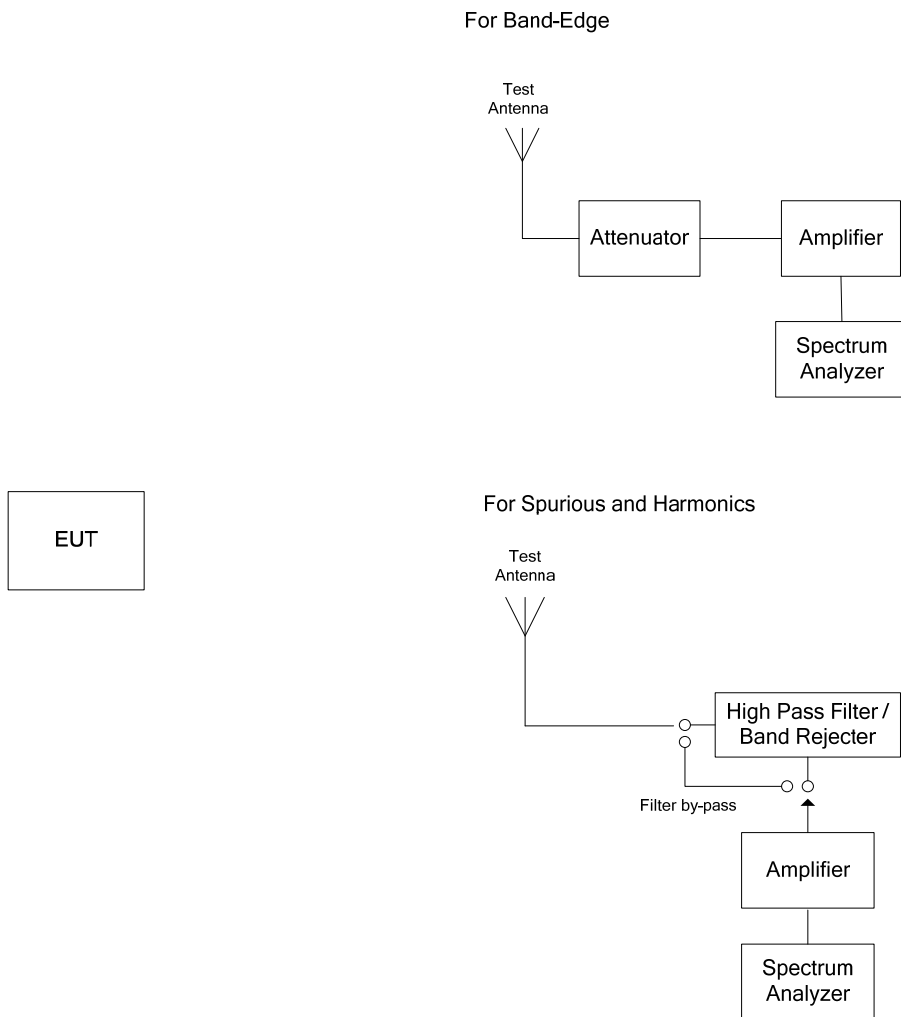 For Band-Edge
Test
Antenna
Attenuator
Amplifier
Spectrum
Analyzer
EUT
For Spurious and Harmonics
Test
Antenna
High Pass Filter /
Band Rejecter
Filter by-pass
Amplifier
Spectrum
Analyzer